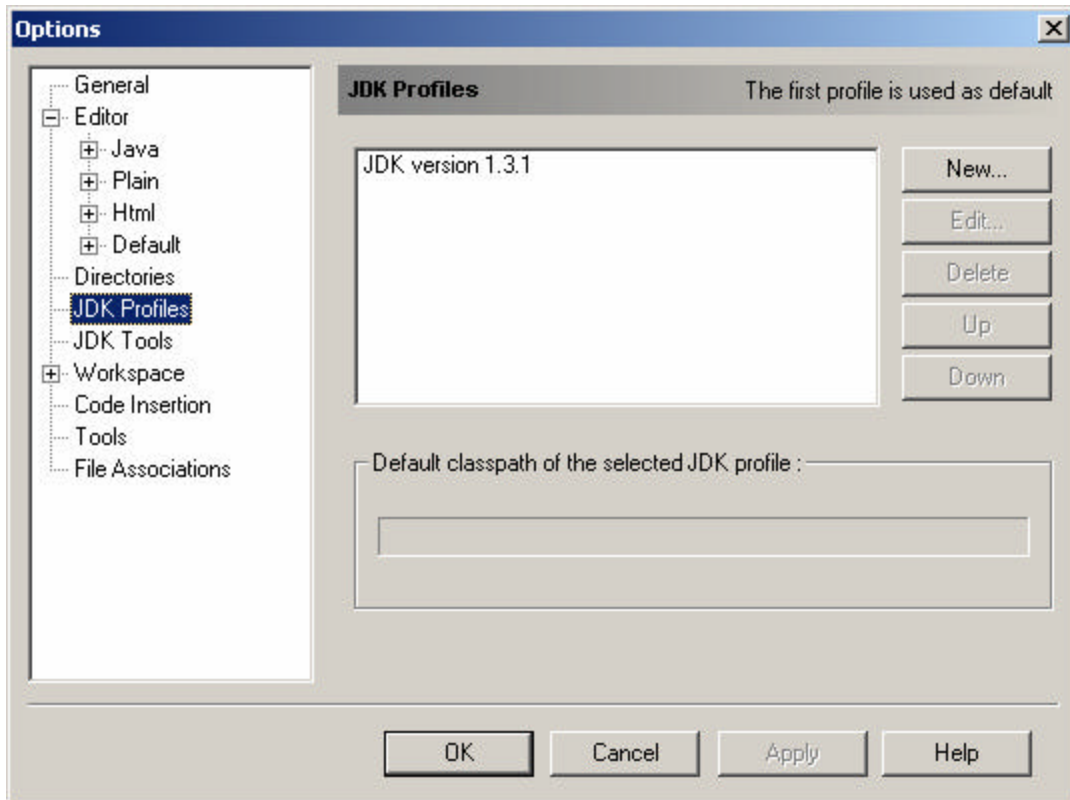 Options
General
Editor
Java
Plain
Html
Default
Directories
JDK Profiles
JDK Tools
Workspace
Code Insertion
Tools
File Associations
JDK Profiles The first profile is used as default
JDK version 1.3.1
New...
Edit...
Delete
Up
Down
Default classpath of the selected JDK profile :
OK Cancel Apply Help